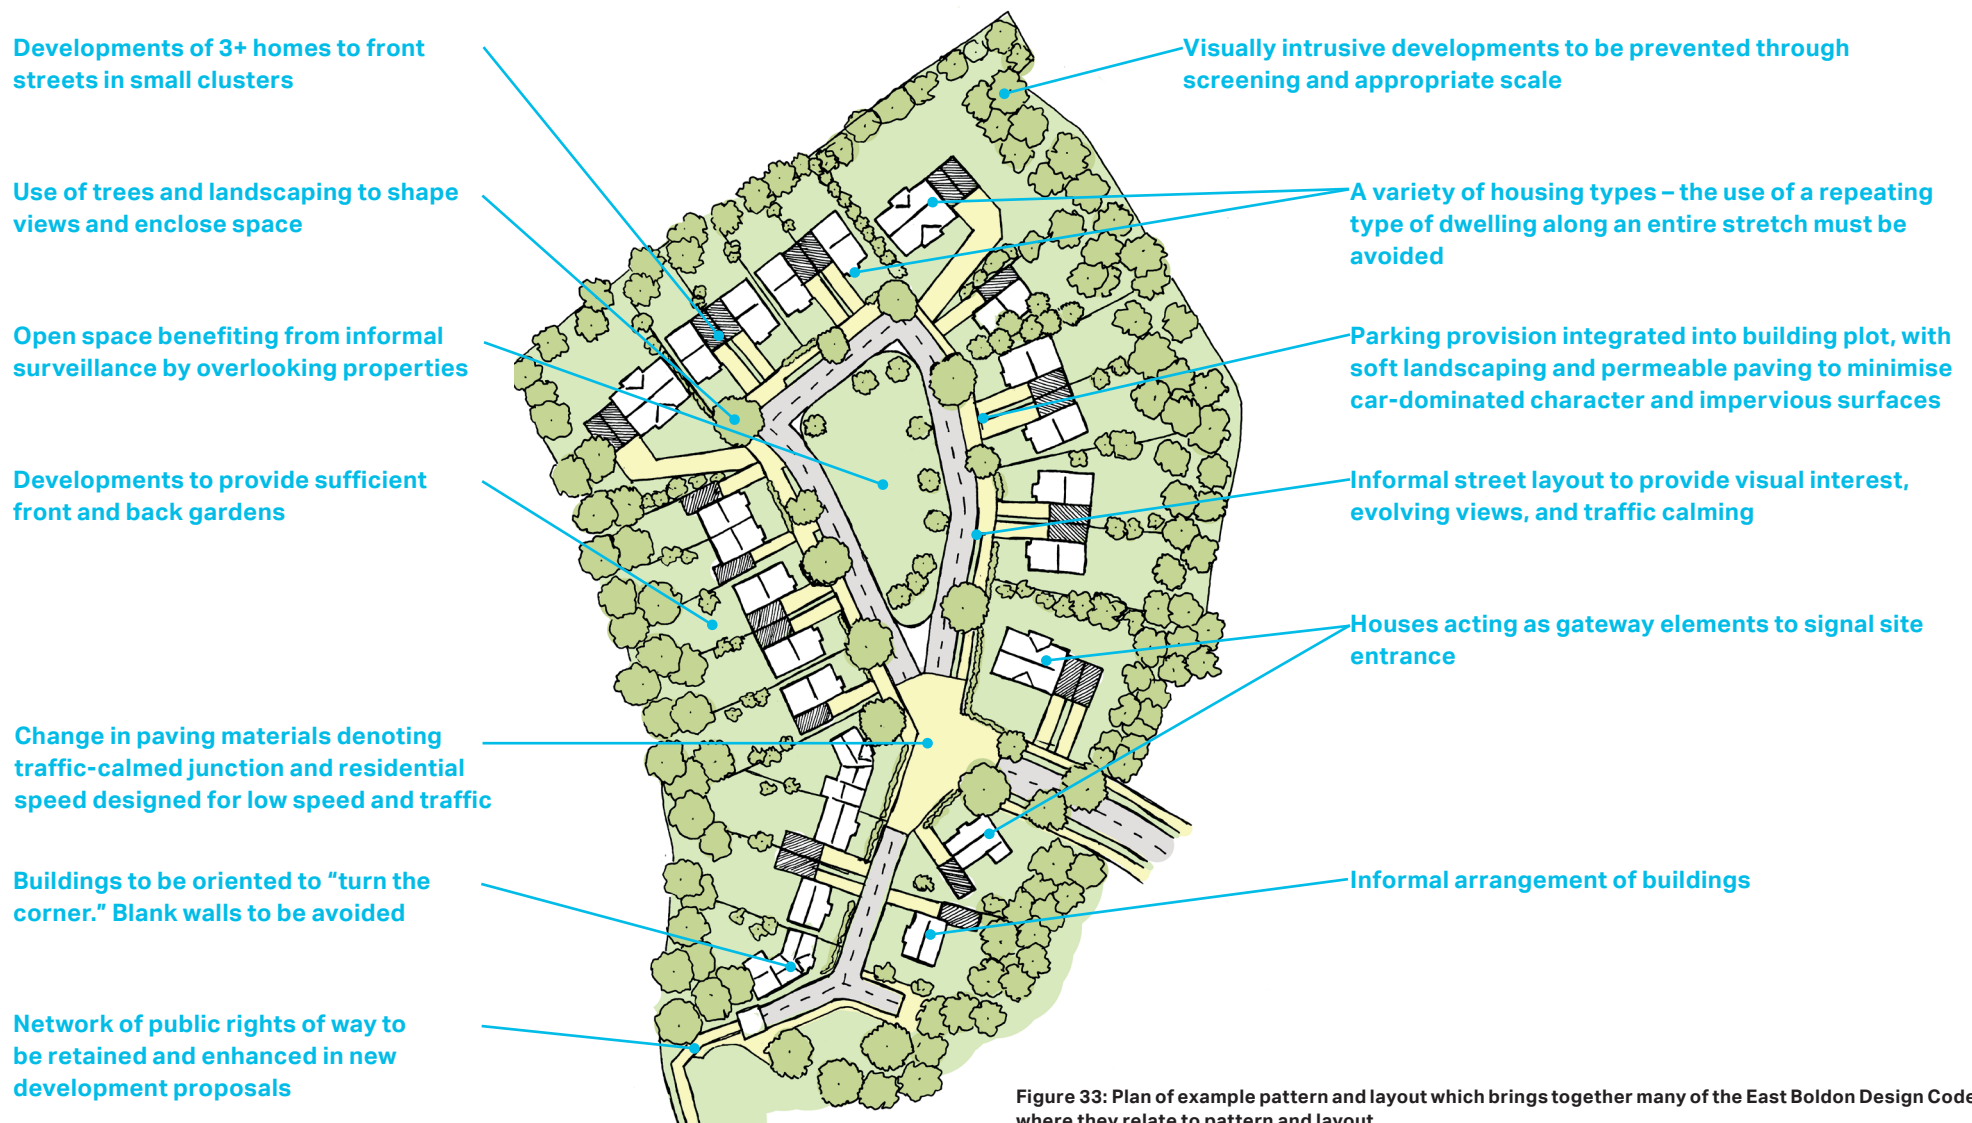 Developments of 3+ homes to front
streets in small clusters
Use of trees and landscaping to shape
views and enclose space
Open space benefiting from informal
surveillance by overlooking properties
Developments to provide sufficient
front and back gardens
Change in paving materials denoting
traffic-calmed junction and residential
speed designed for low speed and traffic
Buildings to be oriented to “turn the
corner.” Blank walls to be avoided
Network of public rights of way to
be retained and enhanced in new
development proposals
Visually intrusive developments to be prevented through
screening and appropriate scale
A variety of housing types – the use of a repeating
type of dwelling along an entire stretch must be
avoided
Parking provision integrated into building plot, with
soft landscaping and permeable paving to minimise
car-dominated character and impervious surfaces
Informal street layout to provide visual interest,
evolving views, and traffic calming
Houses acting as gateway elements to signal site
entrance
Informal arrangement of buildings
Figure 33: Plan of example pattern and layout which brings together many of the East Boldon Design Code
where they relate to pattern and layout